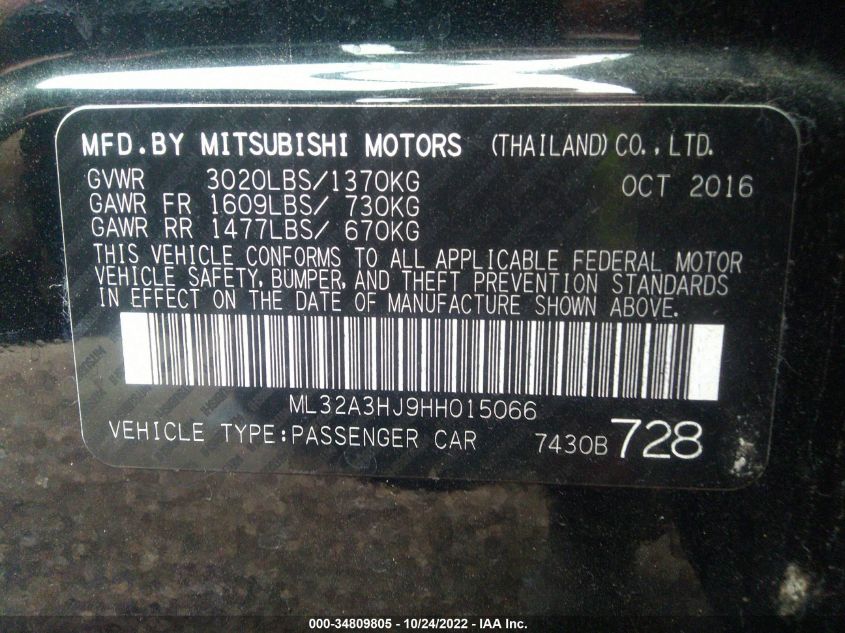 MFD.BY MITSUBISHI MOTORS (THAILAND) CO., LTD.
GVWR 3020LBS/1370KG OCT 2016
GAWR FR 1609LBS/ 730KG
GAWR RR 1477LBS/ 670KG
THIS VEHICLE CONFORMS TO ALL APPLICABLE FEDERAL MOTOR
VEHICLE SAFETY, BUMPER, AND THEFT PREVENTION STANDARDS
IN EFFECT ON THE DATE OF MANUFACTURE SHOWN ABOVE.
ML32A3HJ9HH015066
VEHICLE TYPE:PASSENGER CAR 7430B 728
000-34809805 - 10/24/2022 - IAA Inc.